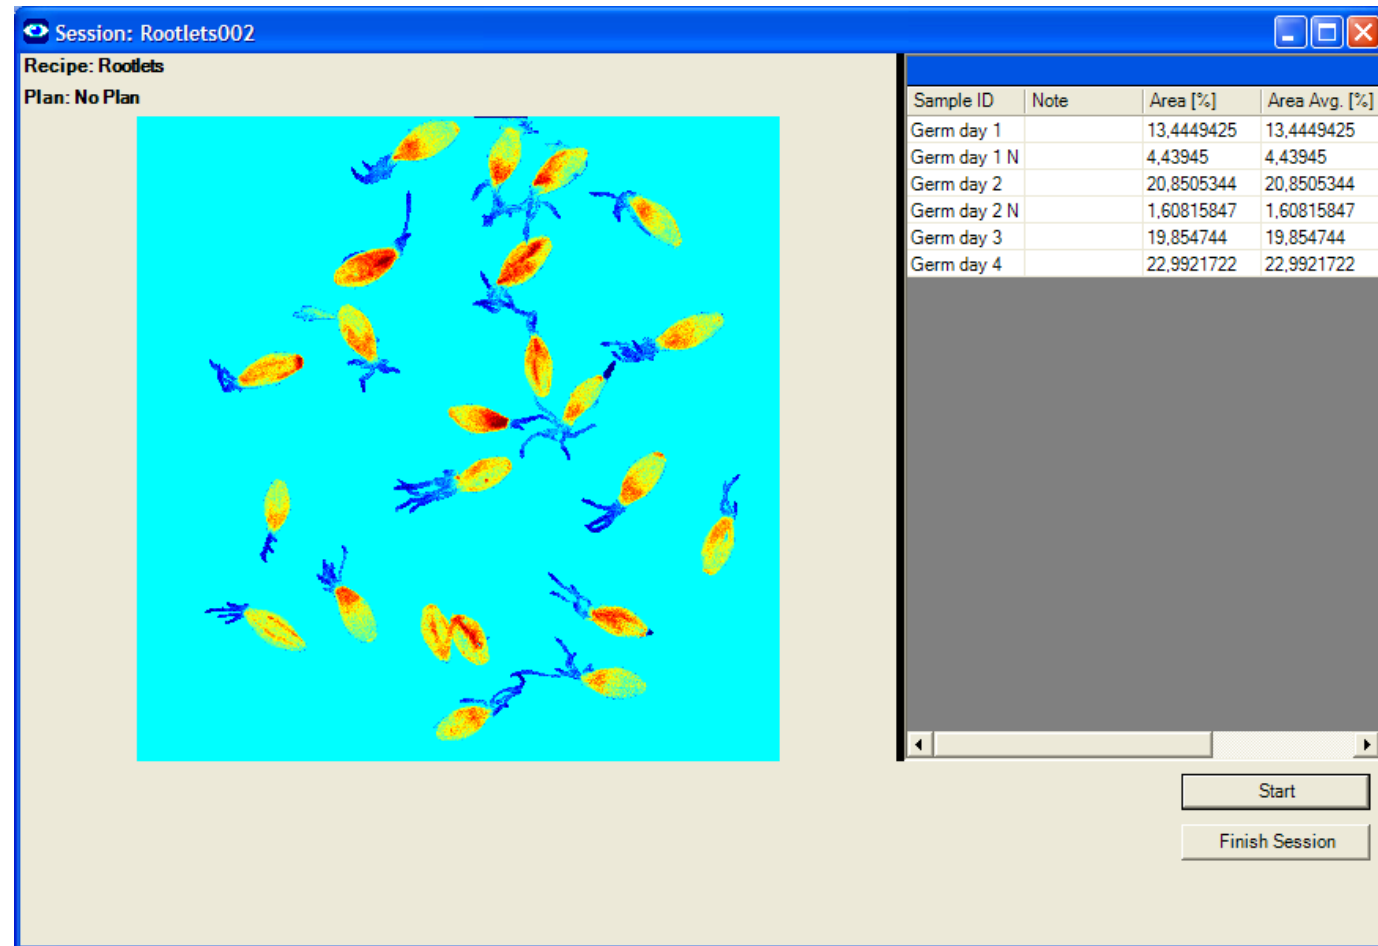 Session: Rootlets002
Recipe: Rootlets
Plan: No Plan
Sample ID Note Area [%] Area Avg. [%]
Germ day 1 13,4449425 13,4449425
Germ day 1 N 4,43945 4,43945
Germ day 2 20,8505344 20,8505344
Germ day 2 N 1,60815847 1,60815847
Germ day 3 19,854744 19,854744
Germ day 4 22,9921722 22,9921722
Start
Finish Session